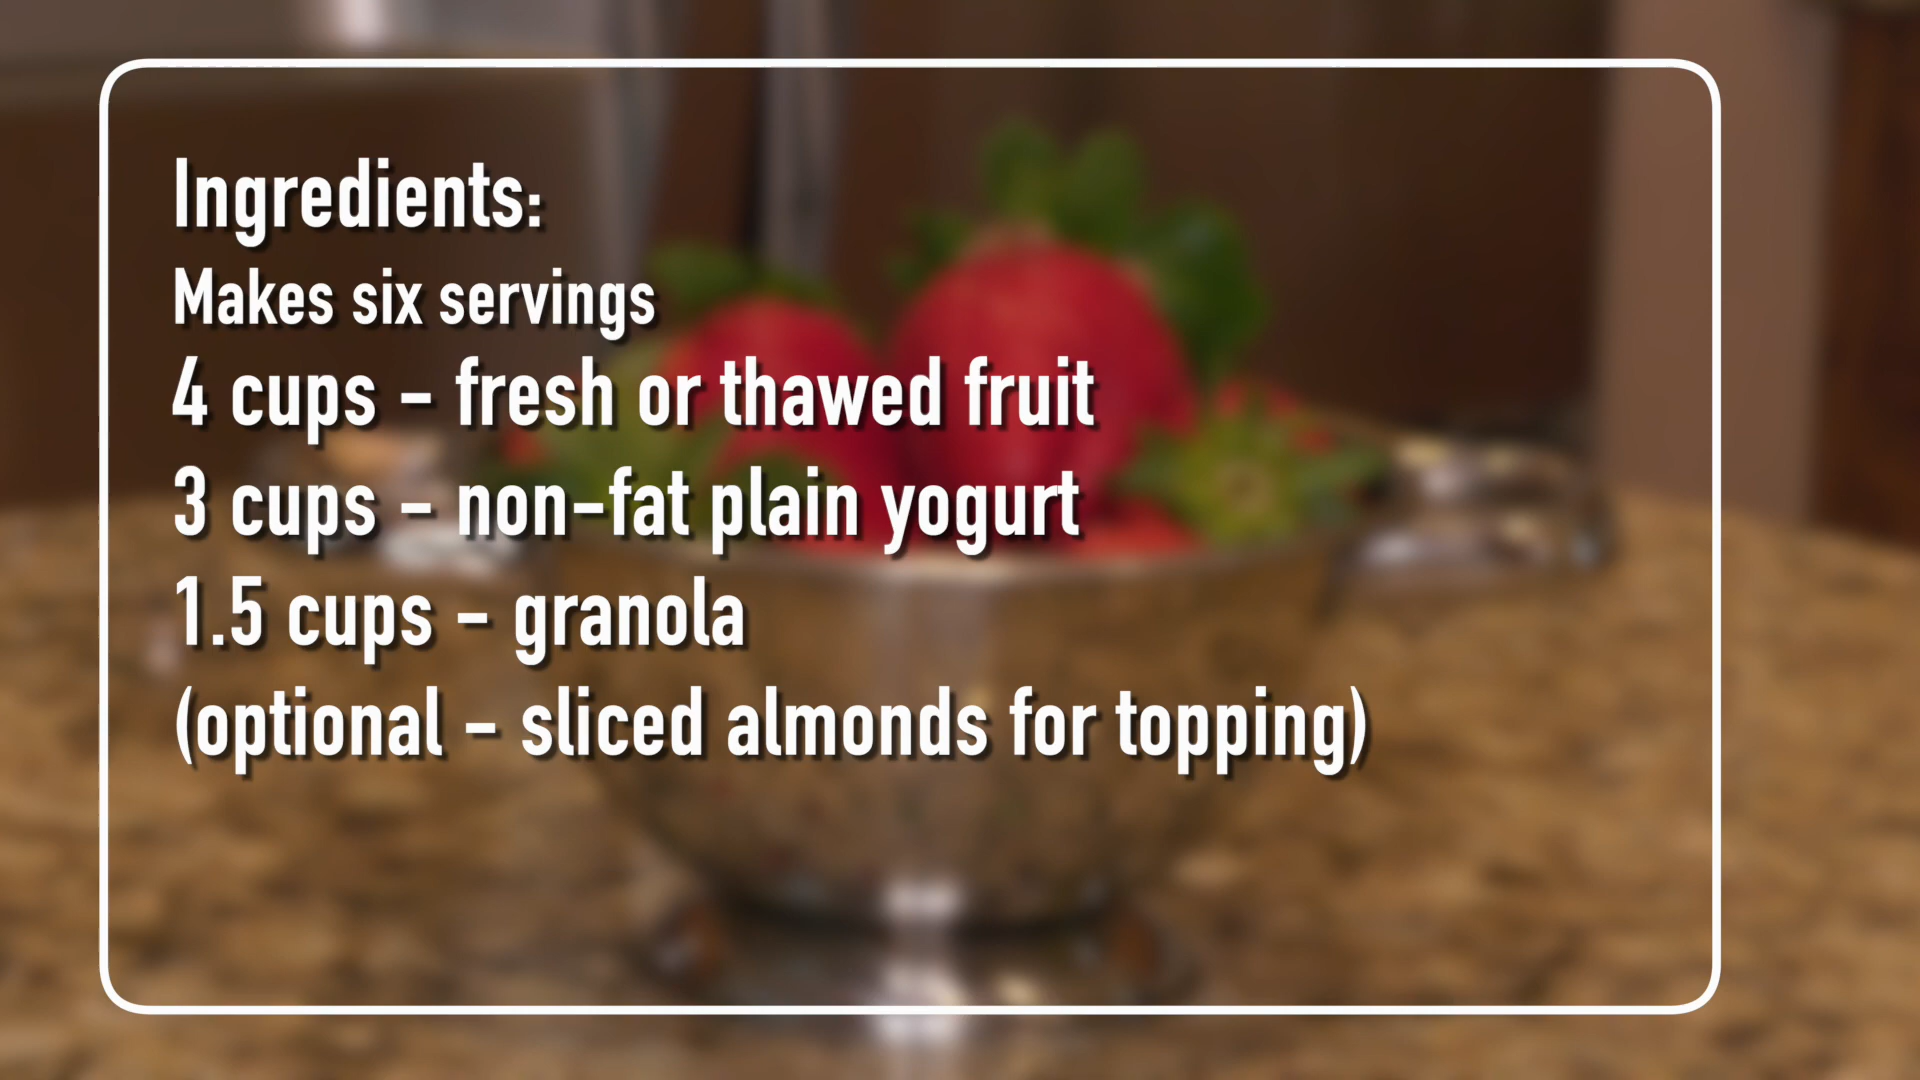 Ingredients:
Makes six servings
4 cups - fresh or thawed fruit
3 cups - non-fat plain yogurt
1.5 cups - granola
(optional - sliced almonds for topping)